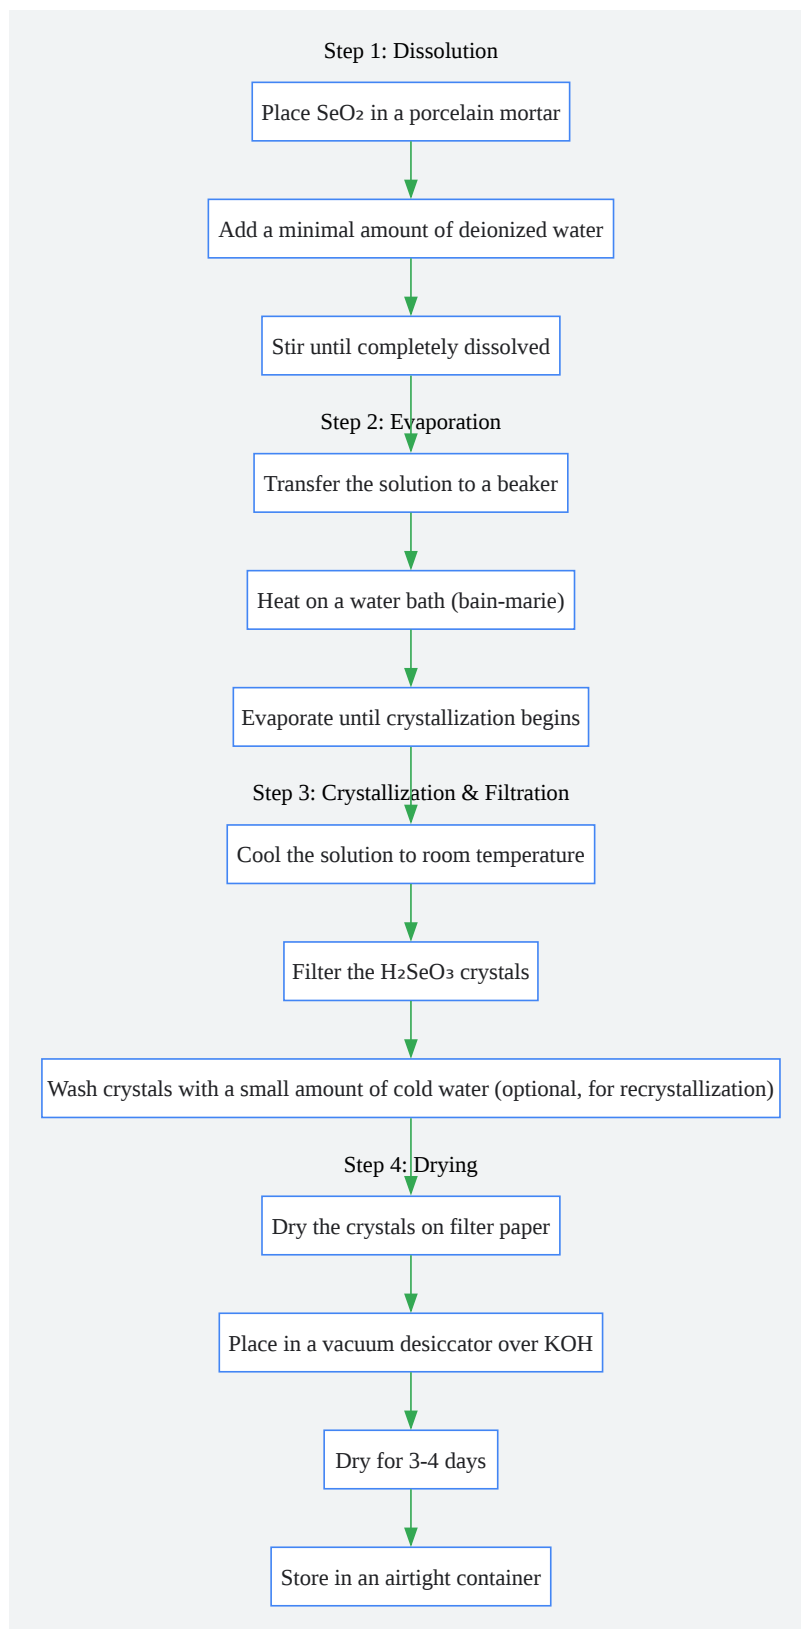 Step 1: Dissolution
Place SeO₂ in a porcelain mortar
Add a minimal amount of deionized water
Stir until completely dissolved
Step 2: Evaporation
Transfer the solution to a beaker
Heat on a water bath (bain-marie)
Evaporate until crystallization begins
Step 3: Crystallization & Filtration
Cool the solution to room temperature
Filter the H₂SeO₃ crystals
Wash crystals with a small amount of cold water (optional, for recrystallization)
Step 4: Drying
Dry the crystals on filter paper
Place in a vacuum desiccator over KOH
Dry for 3-4 days
Store in an airtight container